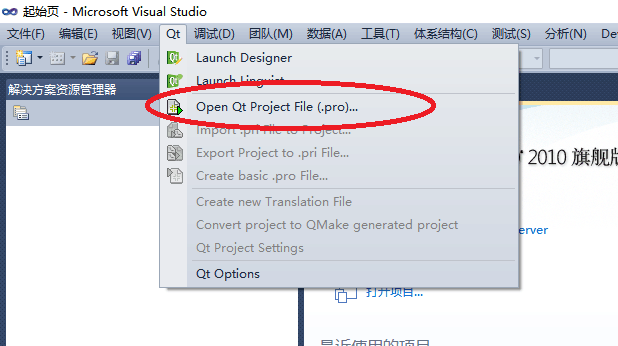 起始页 - Microsoft Visual Studio
文件(F) 编辑(E) 视图(V) Qt 调试(D) 团队(M) 数据(A) 工具(T) 体系结构(C) 测试(S) 分析(N)
Launch Designer
解决方案资源管理器
Launch Linguist
Open Qt Project File (.pro)...
Import .pri File to Project...
Export Project to .pri File...
2010 旗舰版
Create basic .pro File...
Create new Translation File
Convert project to QMake generated project
erver
Qt Project Settings
Qt Options
打开项目...
最近使用的项目